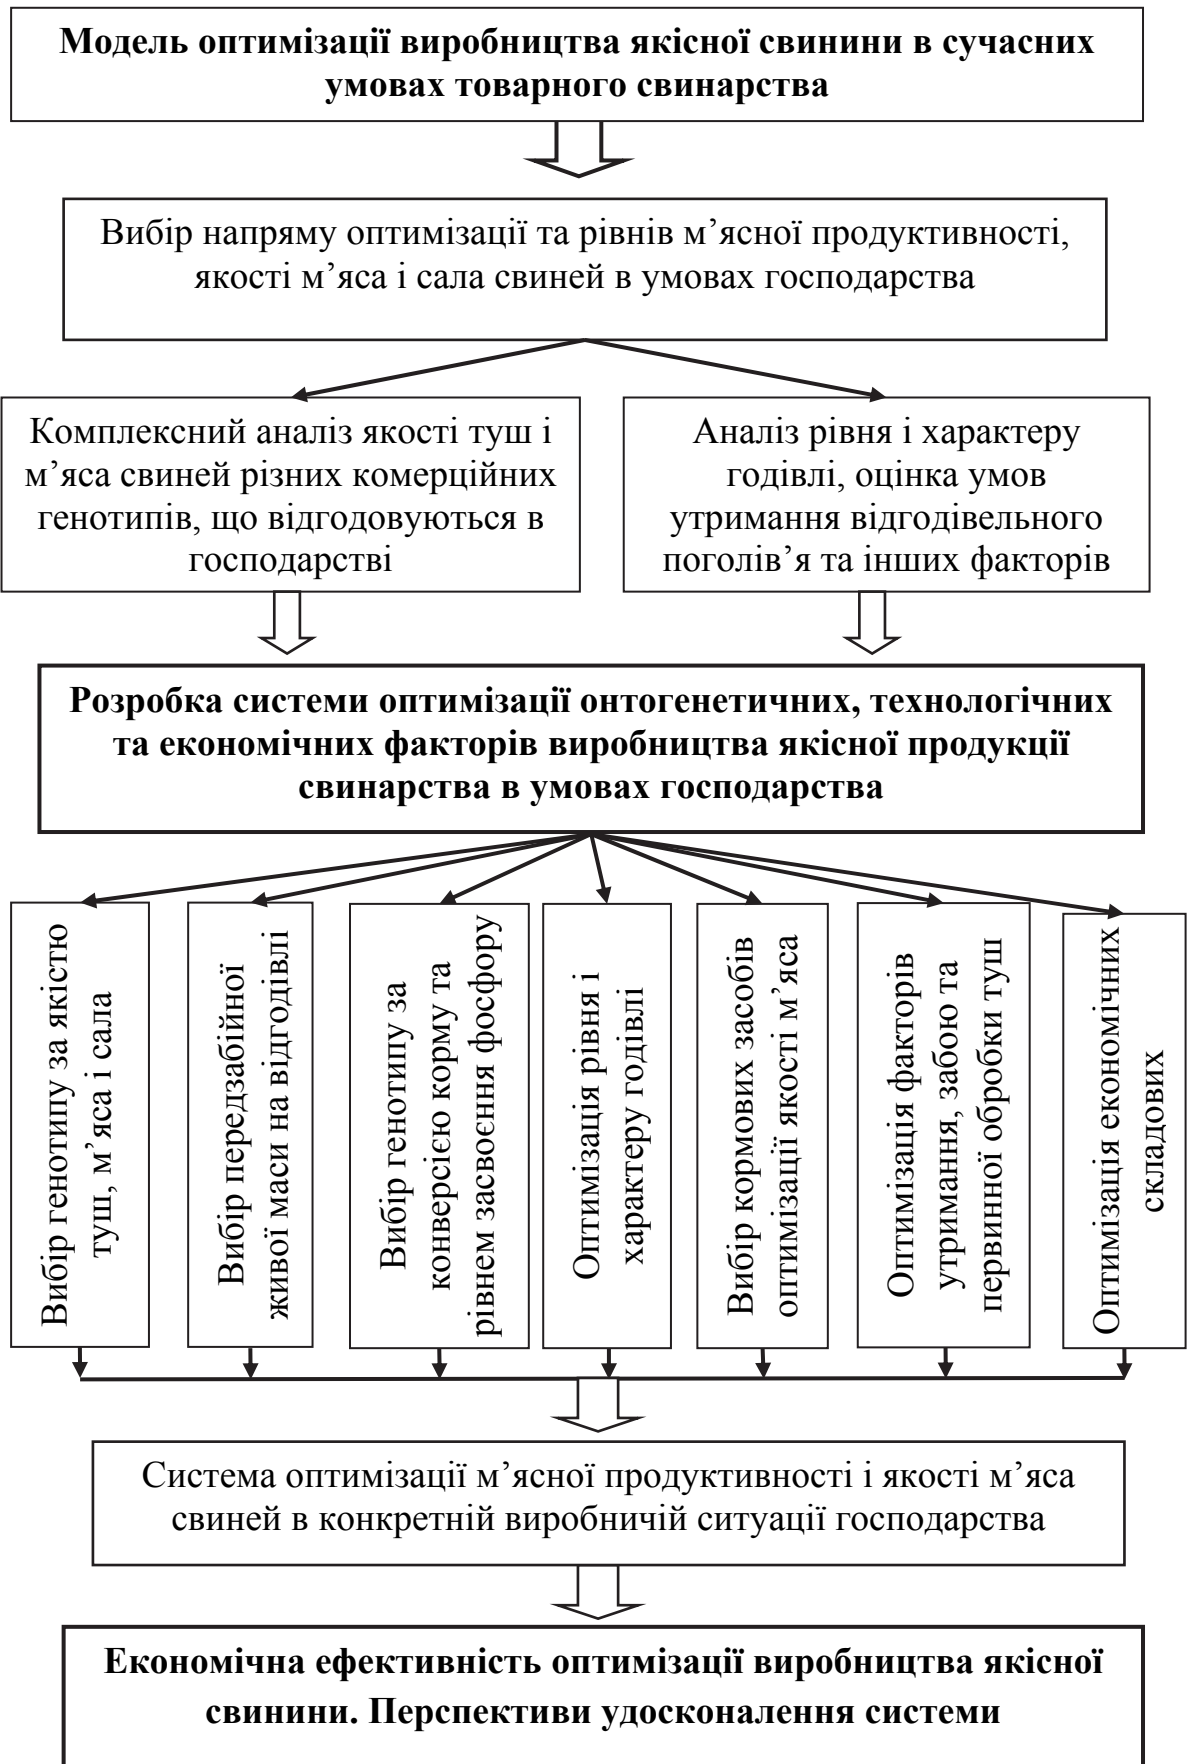 Модель оптимізації виробництва якісної свинини в сучасних
умовах товарного свинарства
Вибір напряму оптимізації та рівнів м’ясної продуктивності,
якості м’яса і сала свиней в умовах господарства
Комплексний аналіз якості туш і
м’яса свиней різних комерційних
генотипів, що відгодовуються в
господарстві
Аналіз рівня і характеру
годівлі, оцінка умов
утримання відгодівельного
поголів’я та інших факторів
Розробка системи оптимізації онтогенетичних, технологічних
та економічних факторів виробництва якісної продукції
свинарства в умовах господарства
Вибір генотипу за якістю
туш, м’яса і сала
Вибір передзабійної
живої маси на відгодівлі
Вибір генотипу за
конверсією корму та
рівнем засвоєння фосфору
Оптимізація рівня і
характеру годівлі
Вибір кормових засобів
оптимізації якості м’яса
Оптимізація факторів
утримання, забою та
первинної обробки туш
Оптимізація економічних
складових
Система оптимізації м’ясної продуктивності і якості м’яса
свиней в конкретній виробничій ситуації господарства
Економічна ефективність оптимізації виробництва якісної
свинини. Перспективи удосконалення системи